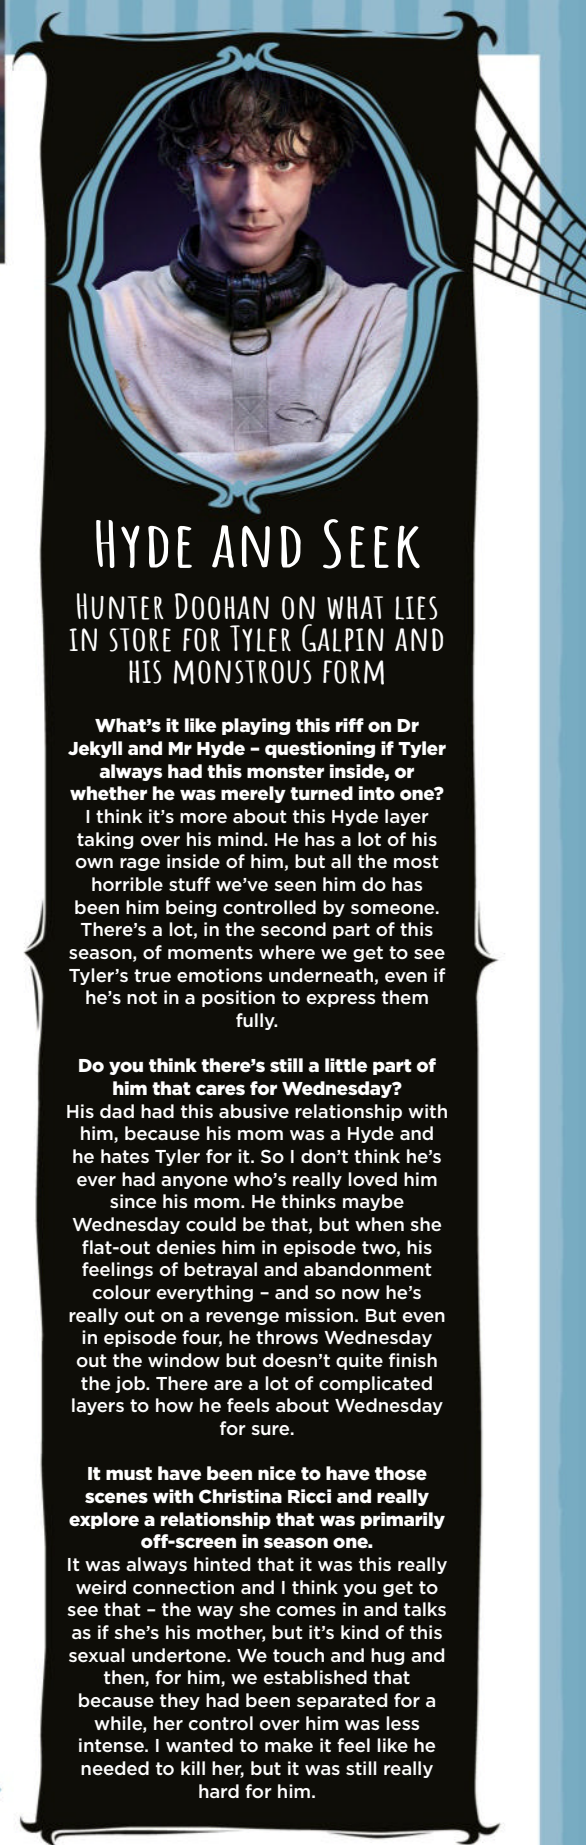 HYDE AND SEEK
HUNTER DOOHAN ON WHAT LIES
IN STORE FOR TYLER GALPIN AND
HIS MONSTROUS FORM
What's it like playing this riff on Dr
Jekyll and Mr Hyde – questioning if Tyler
always had this monster inside, or
whether he was merely turned into one?
I think it's more about this Hyde layer
taking over his mind. He has a lot of his
own rage inside of him, but all the most
horrible stuff we've seen him do has
been him being controlled by someone.
There's a lot, in the second part of this
season, of moments where we get to see
Tyler's true emotions underneath, even if
he's not in a position to express them
fully.
Do you think there's still a little part of
him that cares for Wednesday?
His dad had this abusive relationship with
him, because his mom was a Hyde and
he hates Tyler for it. So I don't think he's
ever had anyone who's really loved him
since his mom. He thinks maybe
Wednesday could be that, but when she
flat-out denies him in episode two, his
feelings of betrayal and abandonment
colour everything – and so now he's
really out on a revenge mission. But even
in episode four, he throws Wednesday
out the window but doesn't quite finish
the job. There are a lot of complicated
layers to how he feels about Wednesday
for sure.
It must have been nice to have those
scenes with Christina Ricci and really
explore a relationship that was primarily
off-screen in season one.
It was always hinted that it was this really
weird connection and I think you get to
see that – the way she comes in and talks
as if she's his mother, but it's kind of this
sexual undertone. We touch and hug and
then, for him, we established that
because they had been separated for a
while, her control over him was less
intense. I wanted to make it feel like he
needed to kill her, but it was still really
hard for him.